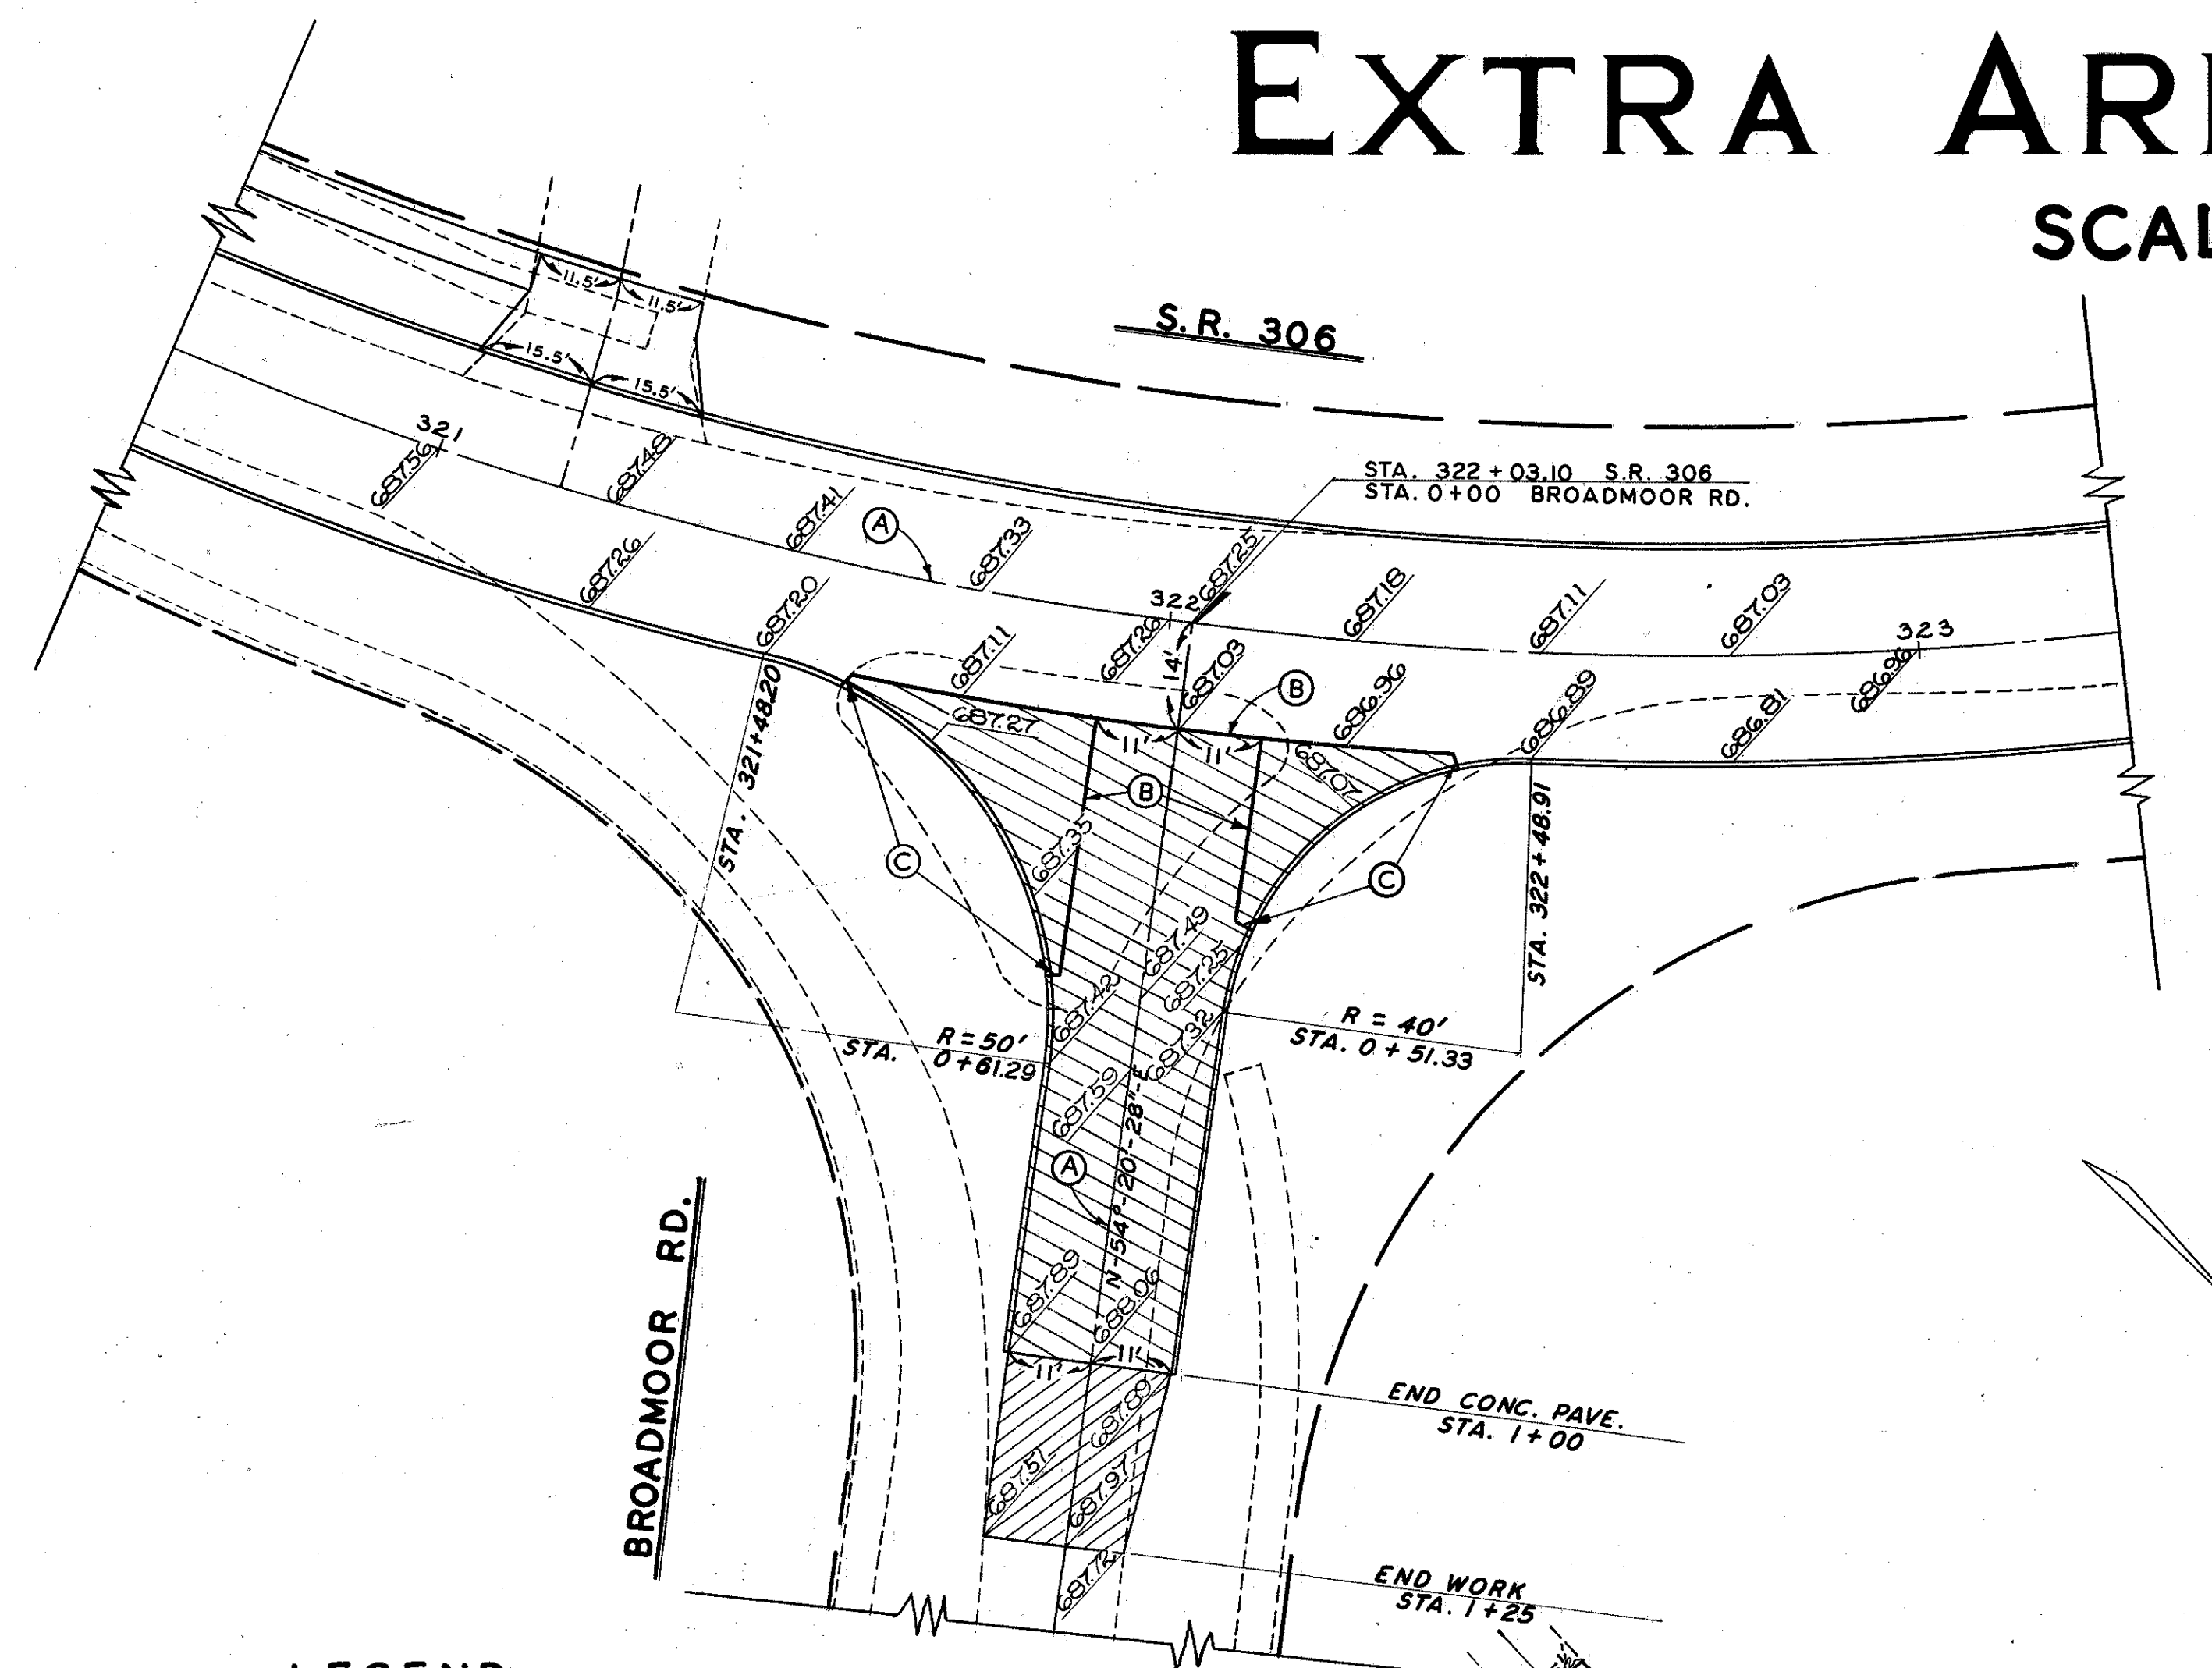 EXTRA
S.R. 306
11.5'
11.5'
15.5'
15.5'
321
687.56
687.48
687.41
A
687.33
STA. 322 + 03.10 S.R. 306
STA. 0+00 BROADMOOR RD.
687.26
687.20
687.25
322
687.18
687.11
687.03
323
687.11
687.26
14'
687.03
B
686.96
686.89
686.81
686.96
STA. 321+48.20
687.27
11'
11'
687.07
B
STA. 322 + 48.91
687.35
C
C
687.49
687.25
687.42
687.32
R = 50'
STA. 0+61.29
R = 40'
STA. 0 + 51.33
687.59
N-54°-20'-28"-E
A
BROADMOOR RD.
687.89
688.06
11'
11'
END CONC. PAVE.
STA. 1+00
687.89
687.57
687.97
END WORK
STA. 1+25
687.72
LEGEND